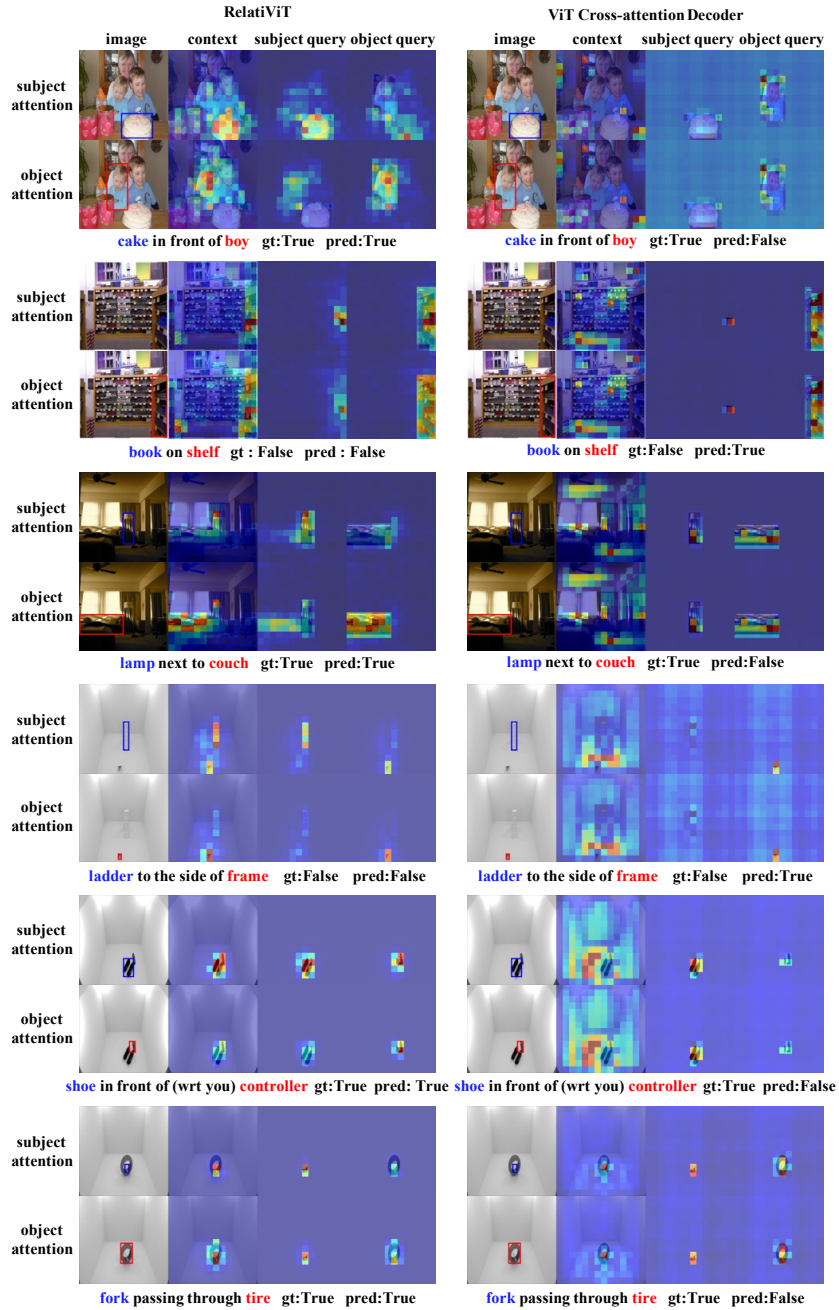 RelatiViT
ViT Cross-attention Decoder
image context subject query object query
image context subject query object query
subject attention
object attention
cake in front of boy gt:True pred:True
cake in front of boy gt:True pred:False
subject attention
object attention
book on shelf gt : False pred : False
book on shelf gt:False pred:True
subject attention
object attention
lamp next to couch gt:True pred:True
lamp next to couch gt:True pred:False
subject attention
object attention
ladder to the side of frame gt:False pred:False
ladder to the side of frame gt:False pred:True
subject attention
object attention
shoe in front of (wrt you) controller gt:True pred: True
shoe in front of (wrt you) controller gt:True pred:False
subject attention
object attention
fork passing through tire gt:True pred:True
fork passing through tire gt:True pred:False